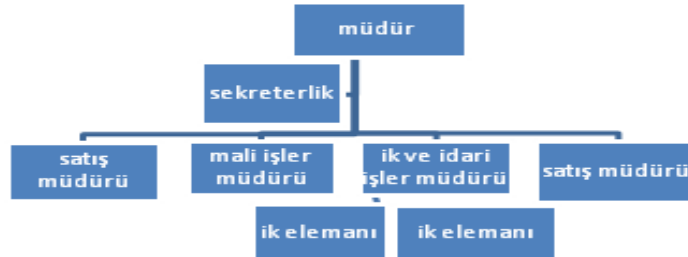 müdür
sekreterlik
satış
müdürü
mali işler
müdürü
ik ve idari
işler müdürü
satış müdürü
ik elemanı
ik elemanı